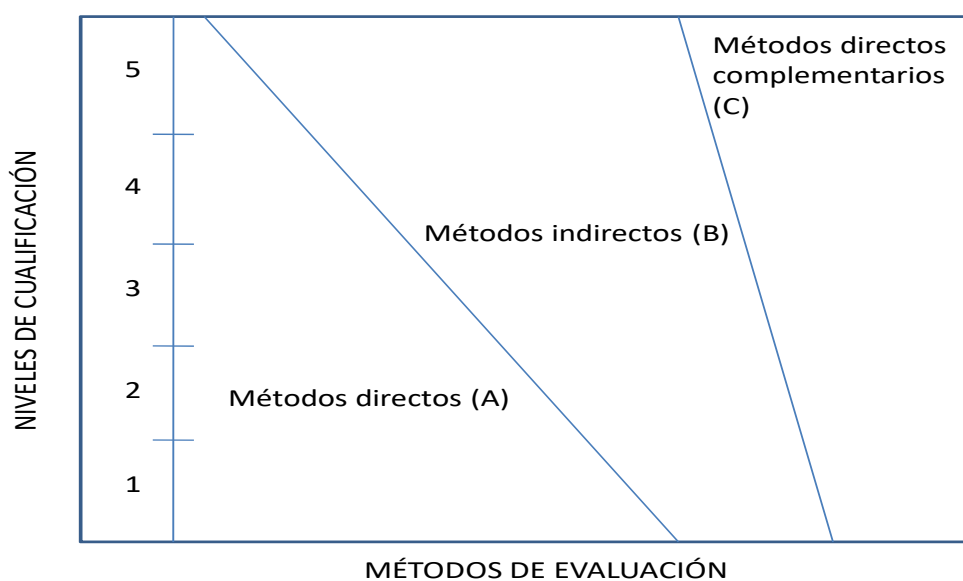 NIVELES DE CUALIFICACIÓN
5
4
3
2
1
Métodos directos
complementarios
(C)
Métodos indirectos (B)
Métodos directos (A)
MÉTODOS DE EVALUACIÓN